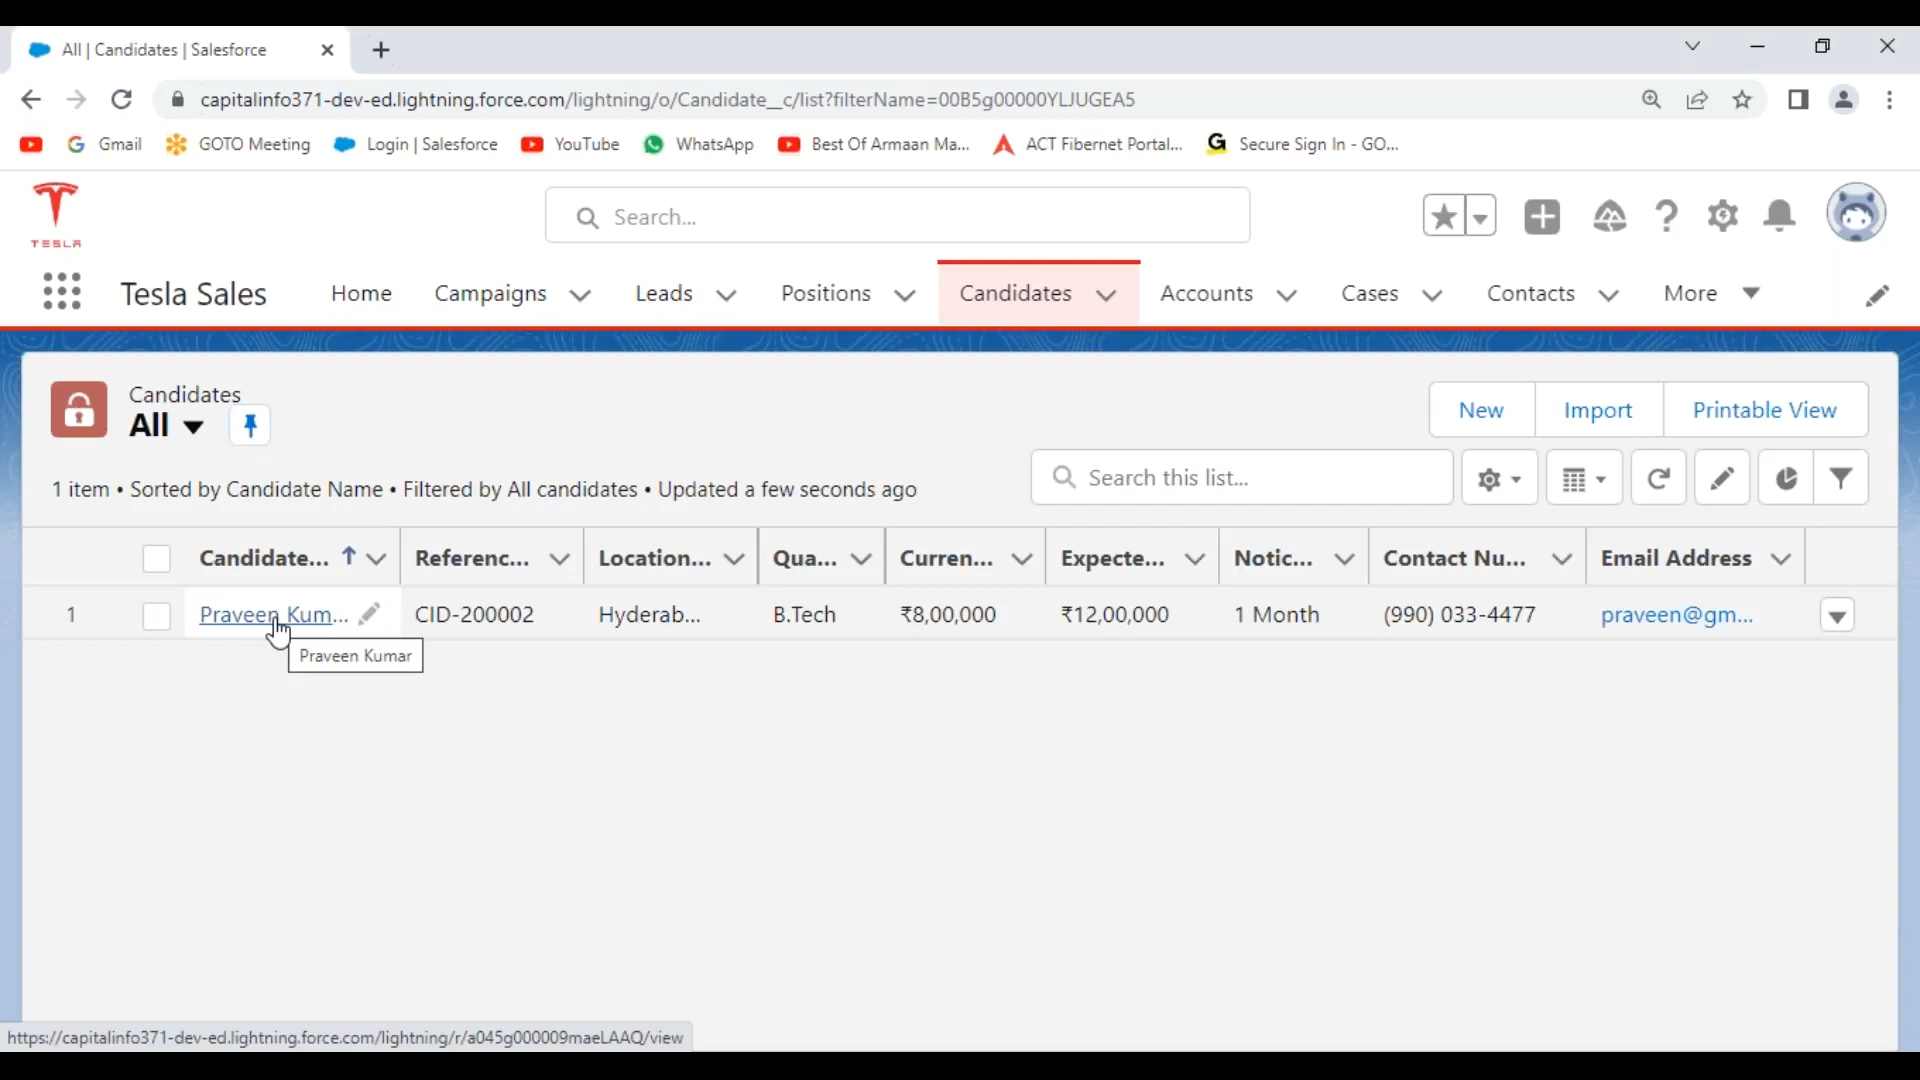 All | Candidates | Salesforce
capitalinfo371-dev-ed.lightning.force.com/lightning/o/Candidate__c/list?filterName=00B5g00000YLJUGEA5
Gmail GOTO Meeting Login | Salesforce YouTube WhatsApp Best Of Armaan Ma... ACT Fibernet Portal... Secure Sign In - GO...
TESLA
Search...
Tesla Sales Home Campaigns Leads Positions Candidates Accounts Cases Contacts More
Candidates
All
New Import Printable View
1 item • Sorted by Candidate Name • Filtered by All candidates • Updated a few seconds ago
Search this list...
Candidate... Referenc... Location... Qua... Curren... Expecte... Notic... Contact Nu... Email Address
1 Praveen Kum... CID-200002 Hyderab... B.Tech ₹8,00,000 ₹12,00,000 1 Month (990) 033-4477 praveen@gm...
Praveen Kumar
https://capitalinfo371-dev-ed.lightning.force.com/lightning/r/a045g000009maeLAAQ/view